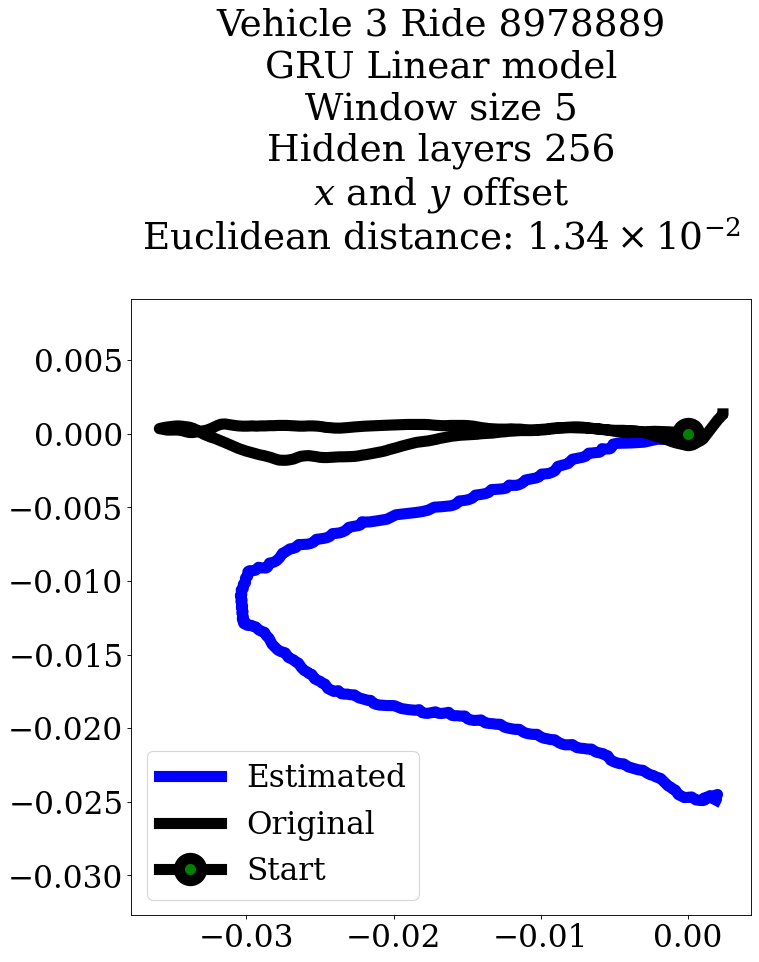 Vehicle 3 Ride 8978889
GRU Linear model
Window size 5
Hidden layers 256
x and y offset
Euclidean distance: 1.34 × 10⁻²
0.005
0.000
−0.005
−0.010
−0.015
−0.020
−0.025
−0.030
Estimated
Original
Start
−0.03 −0.02 −0.01 0.00